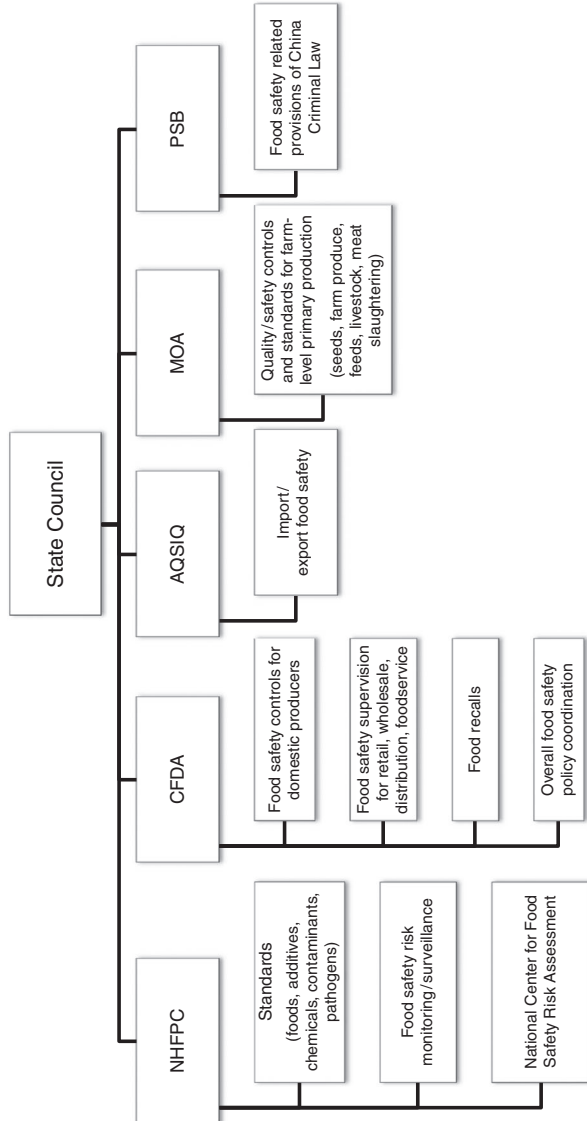 State Council
NHFPC
Standards
(foods, additives,
chemicals, contaminants,
pathogens)
Food safety risk
monitoring/surveillance
National Center for Food
Safety Risk Assessment
CFDA
Food safety controls for
domestic producers
Food safety supervision
for retail, wholesale,
distribution, foodservice
Food recalls
Overall food safety
policy coordination
AQSIQ
Import/
export food safety
MOA
Quality/safety controls
and standards for farm-
level primary production
(seeds, farm produce,
feeds, livestock, meat
slaughtering)
PSB
Food safety related
provisions of China
Criminal Law